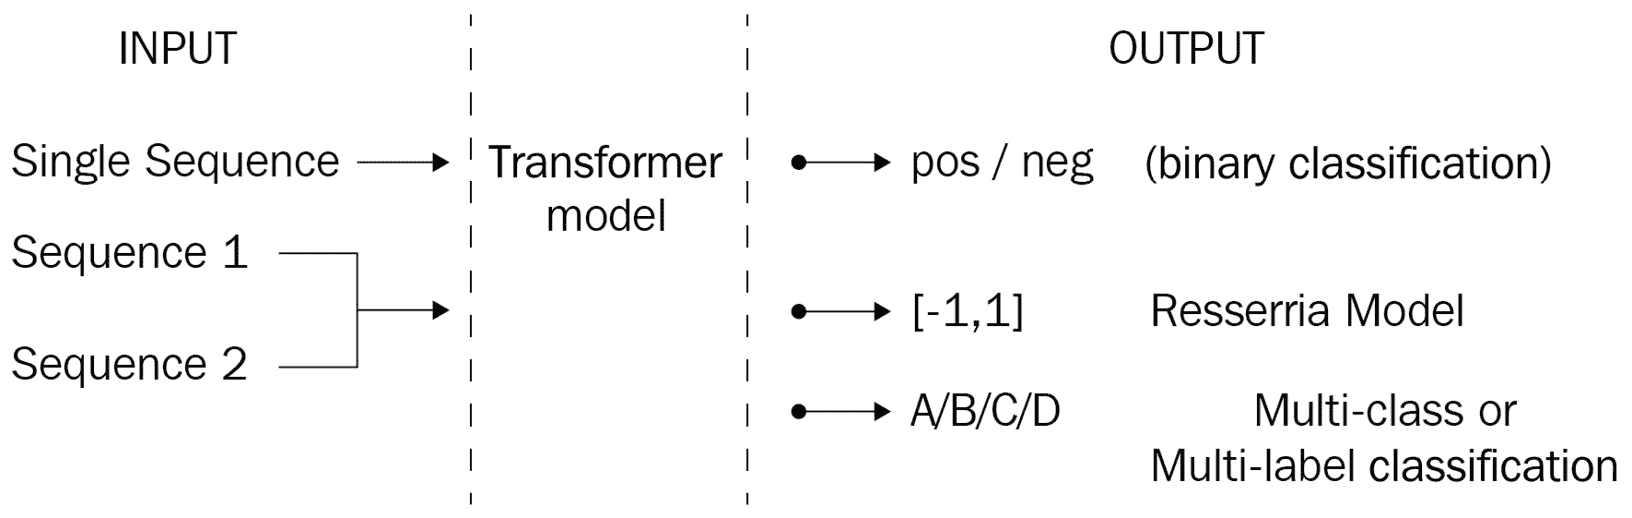 INPUT
OUTPUT
Single Sequence
Transformer
model
pos / neg (binary classification)
Sequence 1
Sequence 2
[-1,1] Resserria Model
A/B/C/D Multi-class or
Multi-label classification